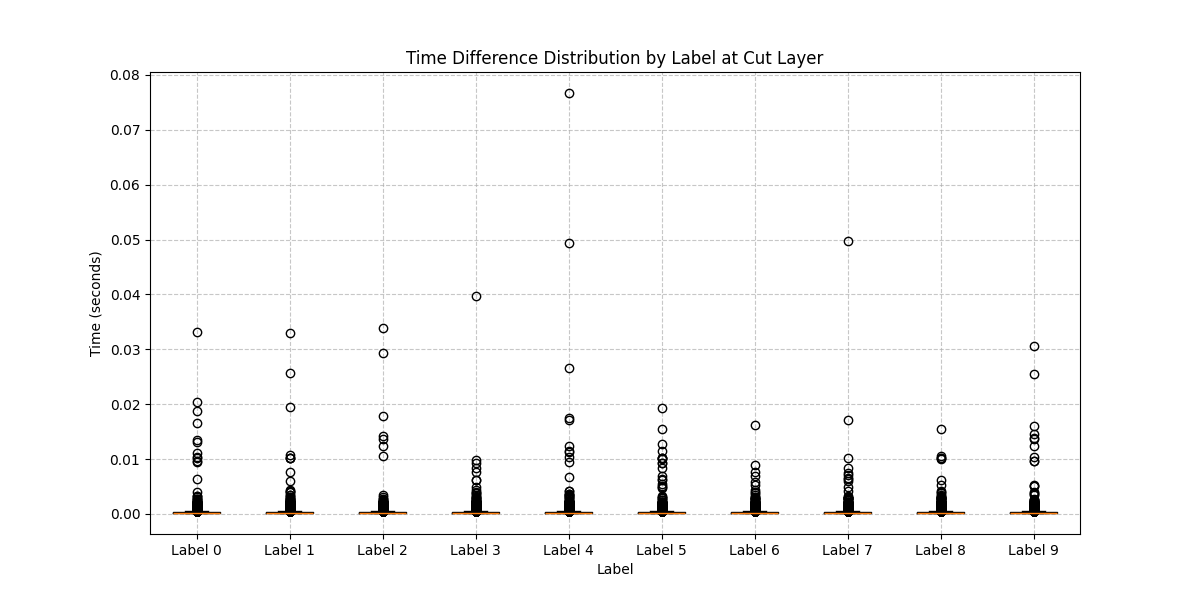 Time Difference Distribution by Label at Cut Layer
0.08
0.07
0.06
0.05
0.04
0.03
0.02
0.01
0.00
Time (seconds)
Label 0 Label 1 Label 2 Label 3 Label 4 Label 5 Label 6 Label 7 Label 8 Label 9
Label